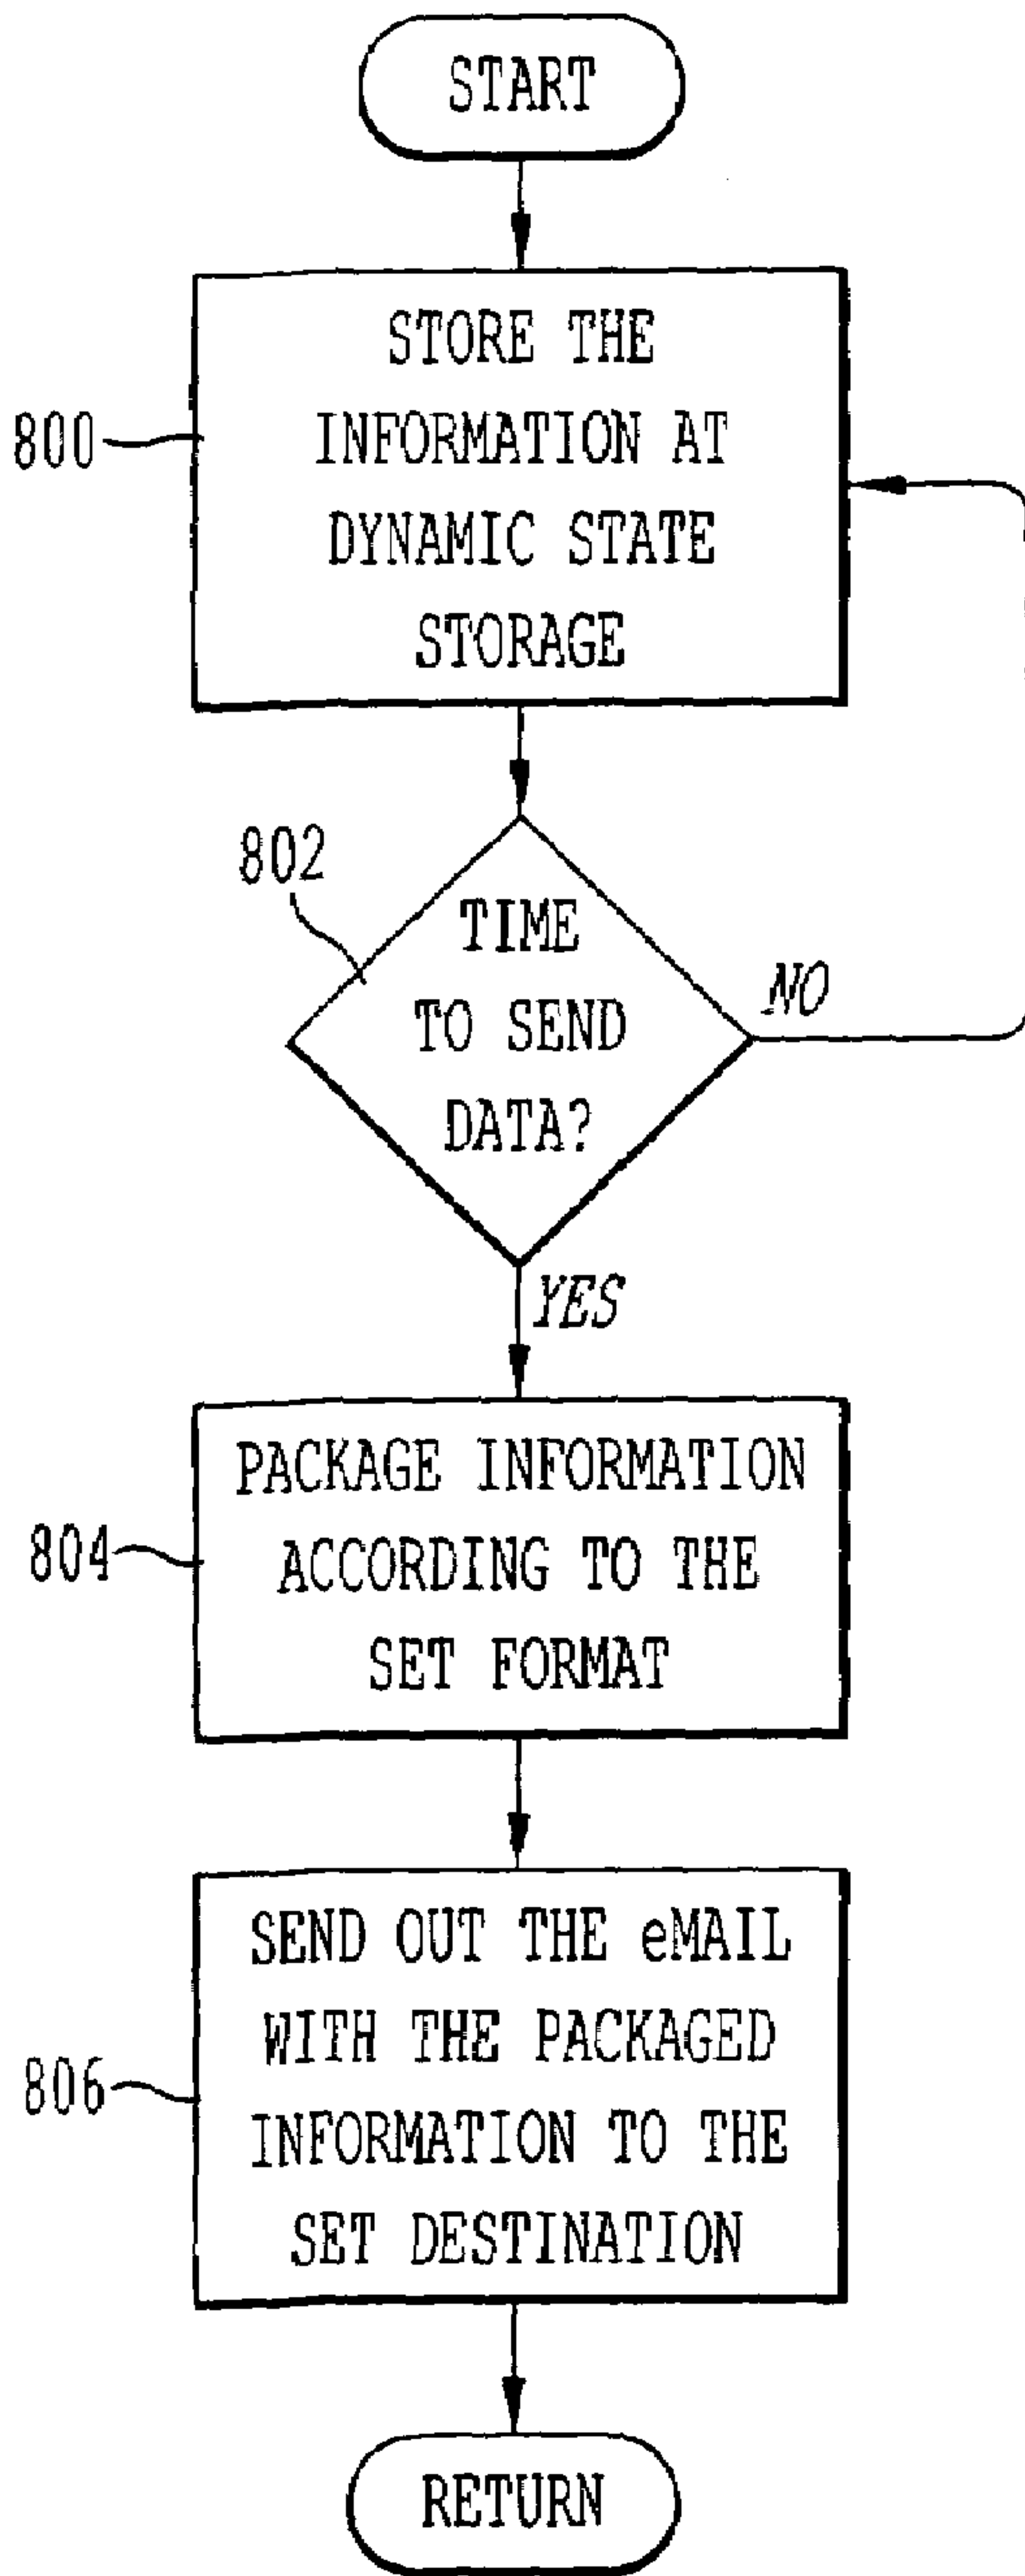 START
STORE THE
INFORMATION AT
DYNAMIC STATE
STORAGE
800
802
TIME
TO SEND
DATA?
NO
YES
PACKAGE INFORMATION
ACCORDING TO THE
SET FORMAT
804
SEND OUT THE eMAIL
WITH THE PACKAGED
INFORMATION TO THE
SET DESTINATION
806
RETURN